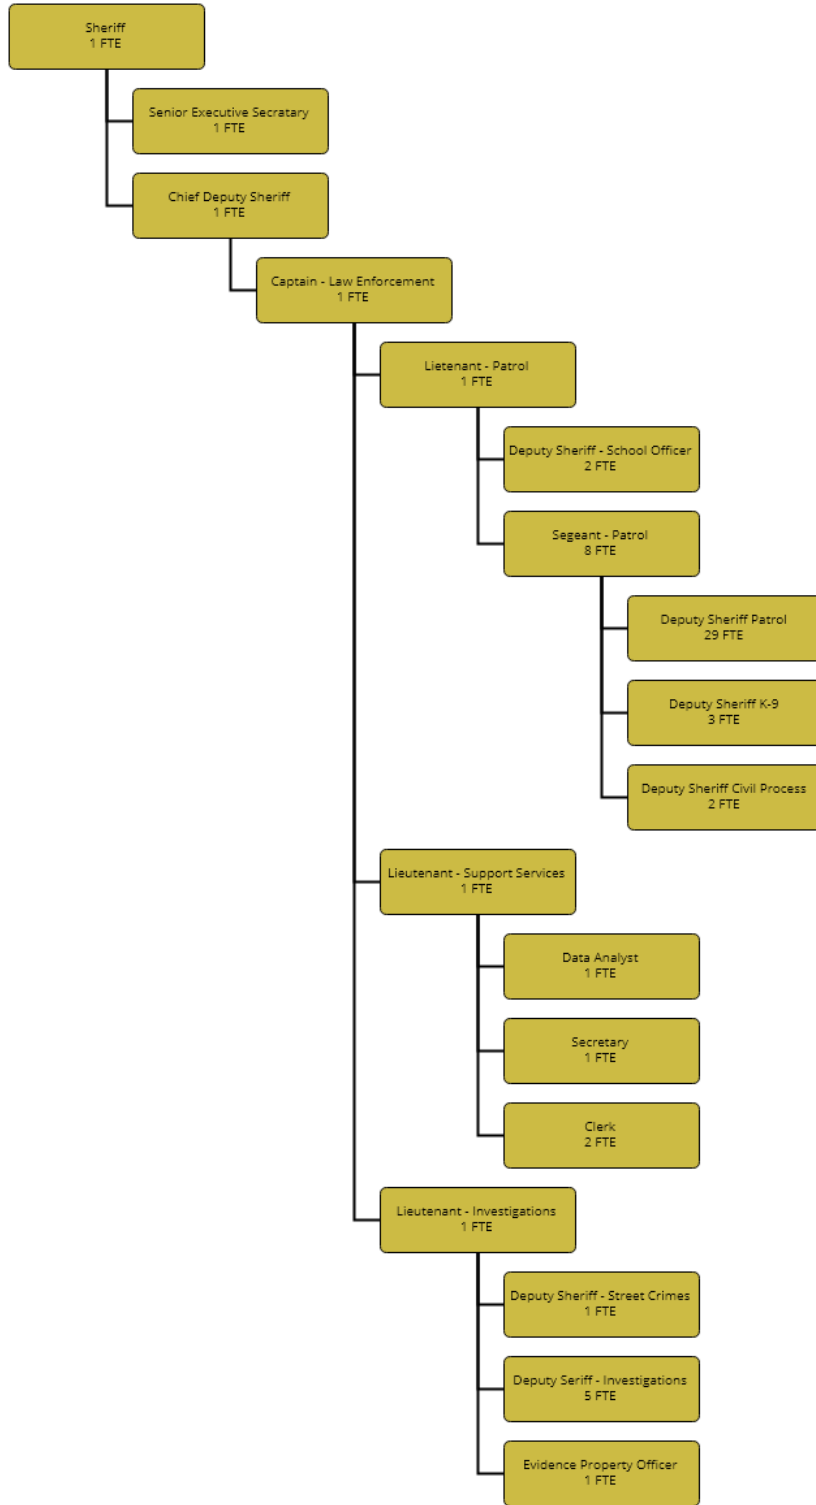 Sheriff
1 FTE
Senior Executive Secratary
1 FTE
Chief Deputy Sheriff
1 FTE
Captain - Law Enforcement
1 FTE
Lietenant - Patrol
1 FTE
Deputy Sheriff - School Officer
2 FTE
Segeant - Patrol
8 FTE
Deputy Sheriff Patrol
29 FTE
Deputy Sheriff K-9
3 FTE
Deputy Sheriff Civil Process
2 FTE
Lieutenant - Support Services
1 FTE
Data Analyst
1 FTE
Secretary
1 FTE
Clerk
2 FTE
Lieutenant - Investigations
1 FTE
Deputy Sheriff - Street Crimes
1 FTE
Deputy Seriff - Investigations
5 FTE
Evidence Property Officer
1 FTE